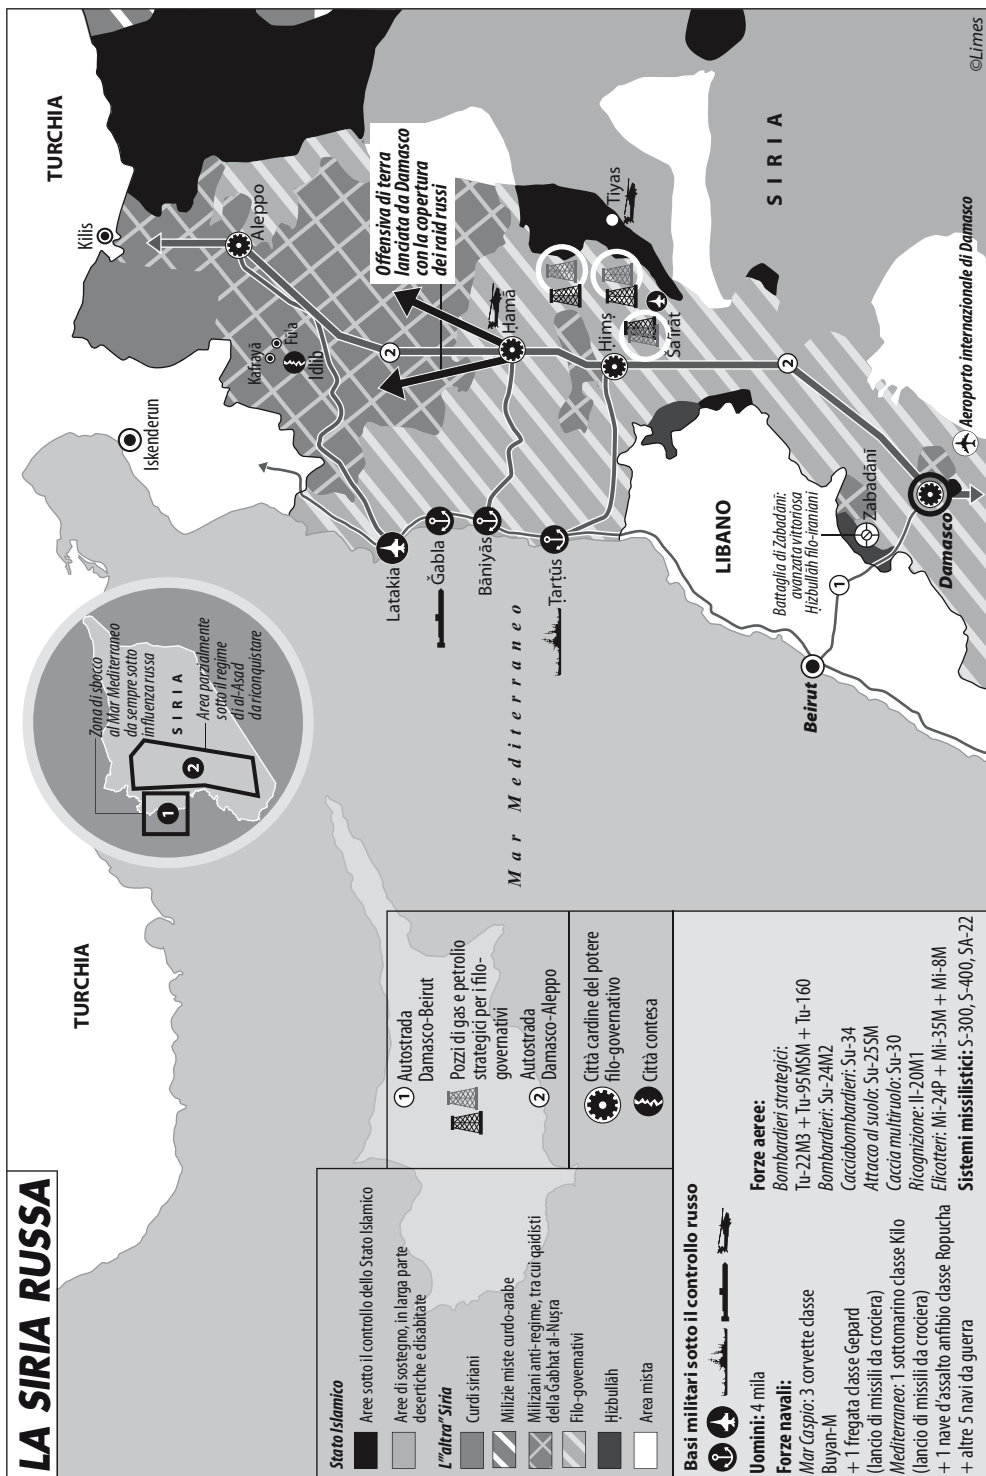 LA SIRIA RUSSA
TURCHIA
TURCHIA
Kilis
Iskenderun
Aleppo
Kafrayā
Fū'a
Idlib
Zona di sbocco
al Mar Mediterraneo
da sempre sotto
influenza russa
SIRIA
Area parzialmente
sotto il regime
di al-Asad
da riconquistare
1
2
Offensiva di terra
lanciata da Damasco
con la copertura
dei raid russi
2
Latakia
Ğabla
Bāniyās
Ṭarṭūs
Ḥamā
Ḥimṣ
Šaʿīrāt
Tiyas
Mar Mediterraneo
SIRIA
LIBANO
2
Battaglia di Zabadānī:
avanzata vittoriosa
Ḥizbullāh filo-iraniani
Zabadānī
1
Beirut
Damasco
Aeroporto internazionale di Damasco
©Limes
Stato Islamico
Aree sotto il controllo dello Stato Islamico
Aree di sostegno, in larga parte
desertiche e disabitate
L'"altra" Siria
Curdi siriani
Milizie miste curdo-arabe
Miliziani anti-regime, tra cui qaidisti
della Ğabhat al-Nuṣra
Filo-governativi
Ḥizbullāh
Area mista
1 Autostrada
Damasco-Beirut
Pozzi di gas e petrolio
strategici per i filo-
governativi
2 Autostrada
Damasco-Aleppo
Città cardine del potere
filo-governativo
Città contesa
Basi militari sotto il controllo russo
Uomini: 4 mila
Forze navali:
Mar Caspio: 3 corvette classe
Buyan-M
+ 1 fregata classe Gepard
(lancio di missili da crociera)
Mediterraneo: 1 sottomarino classe Kilo
(lancio di missili da crociera)
+ 1 nave d'assalto anfibio classe Ropucha
+ altre 5 navi da guerra
Forze aeree:
Bombardieri strategici:
Tu-22M3 + Tu-95MSM + Tu-160
Bombardieri: Su-24M2
Cacciabombardieri: Su-34
Attacco al suolo: Su-25SM
Caccia multiruolo: Su-30
Ricognizione: Il-20M1
Elicotteri: Mi-24P + Mi-35M + Mi-8M
Sistemi missilistici: S-300, S-400, SA-22